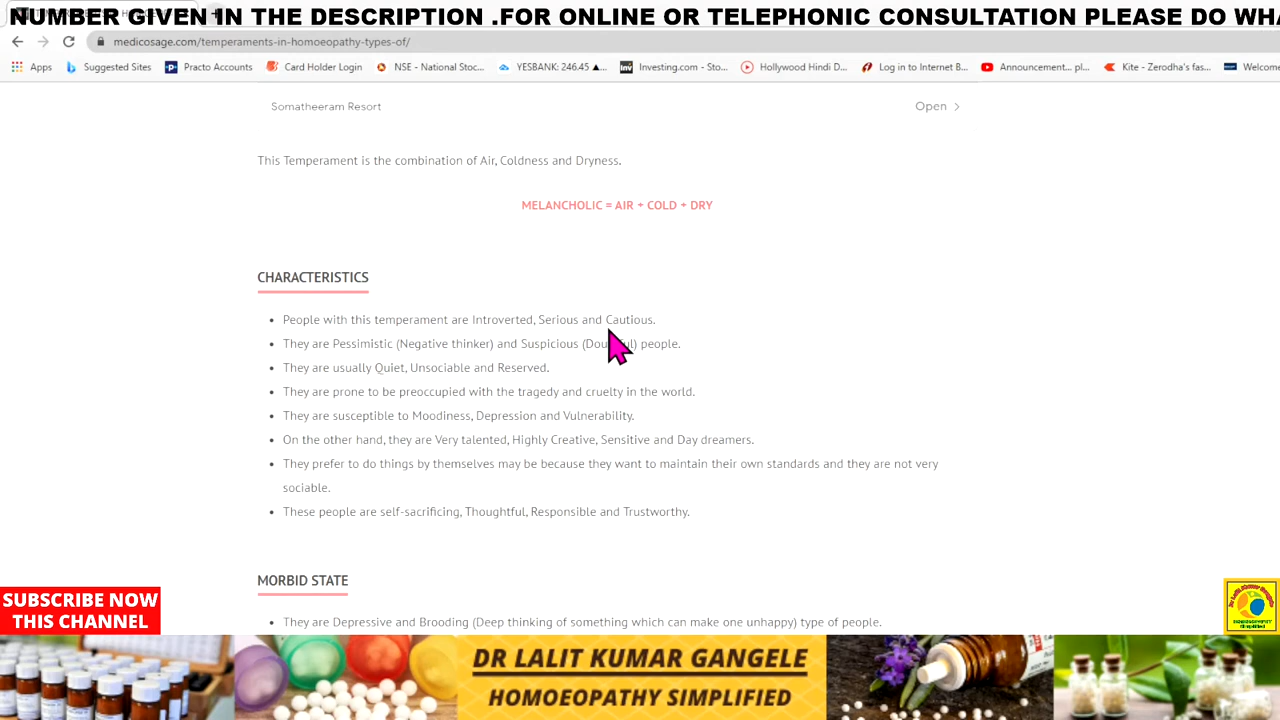 NUMBER GIVEN IN THE DESCRIPTION .FOR ONLINE OR TELEPHONIC CONSULTATION PLEASE DO WHA
medicosage.com/temperaments-in-homoeopathy-types-of/
Apps Suggested Sites Practo Accounts Card Holder Login NSE - National Stoc... YESBANK: 246.45 ▲... Investing.com - Sto... Hollywood Hindi D... Log in to Internet B... Announcement... pl... Kite - Zerodha's fas... Welcome
Somatheeram Resort Open >
This Temperament is the combination of Air, Coldness and Dryness.
MELANCHOLIC = AIR + COLD + DRY
CHARACTERISTICS
• People with this temperament are Introverted, Serious and Cautious.
• They are Pessimistic (Negative thinker) and Suspicious (Doubtful) people.
• They are usually Quiet, Unsociable and Reserved.
• They are prone to be preoccupied with the tragedy and cruelty in the world.
• They are susceptible to Moodiness, Depression and Vulnerability.
• On the other hand, they are Very talented, Highly Creative, Sensitive and Day dreamers.
• They prefer to do things by themselves may be because they want to maintain their own standards and they are not very
sociable.
• These people are self-sacrificing, Thoughtful, Responsible and Trustworthy.
MORBID STATE
• They are Depressive and Brooding (Deep thinking of something which can make one unhappy) type of people.
SUBSCRIBE NOW
THIS CHANNEL
DR LALIT KUMAR GANGELE
HOMOEOPATHY SIMPLIFIED